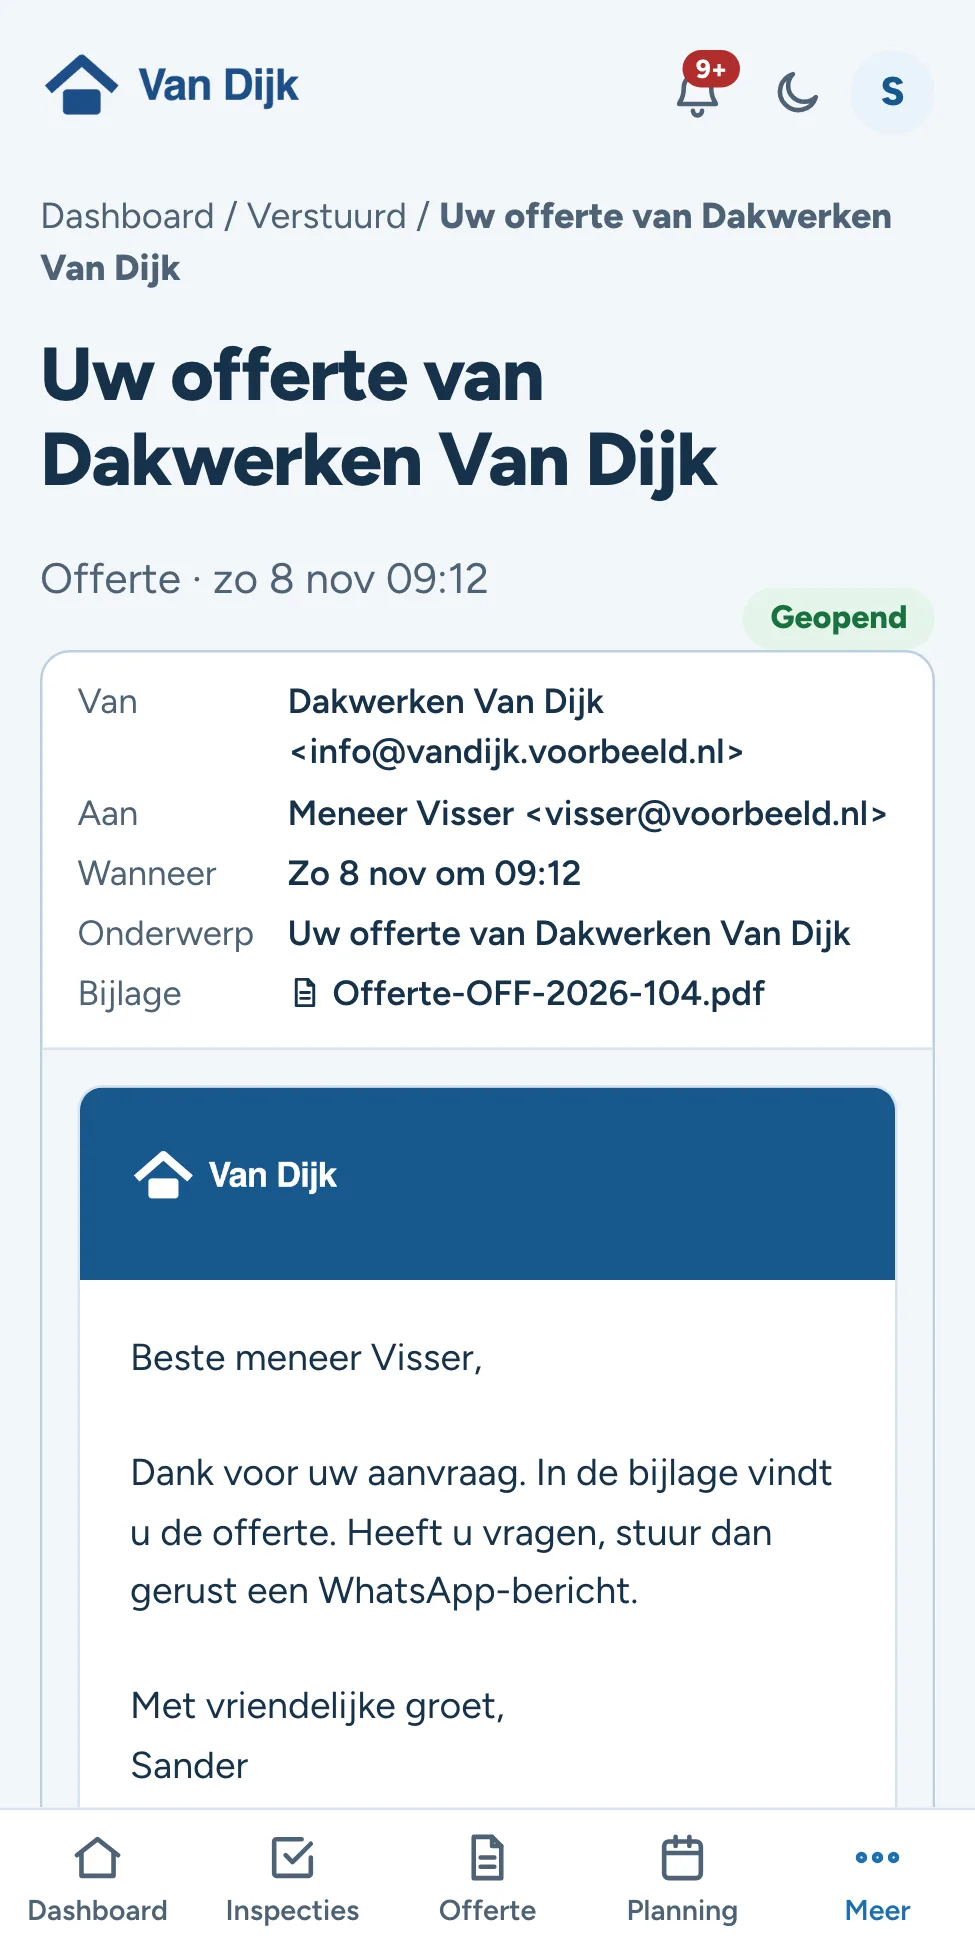 Van Dijk
9+
S
Dashboard / Verstuurd / Uw offerte van Dakwerken
Van Dijk
Uw offerte van
Dakwerken Van Dijk
Offerte · zo 8 nov 09:12
Geopend
Van Dakwerken Van Dijk
<info@vandijk.voorbeeld.nl>
Aan Meneer Visser <visser@voorbeeld.nl>
Wanneer Zo 8 nov om 09:12
Onderwerp Uw offerte van Dakwerken Van Dijk
Bijlage Offerte-OFF-2026-104.pdf
Van Dijk
Beste meneer Visser,
Dank voor uw aanvraag. In de bijlage vindt
u de offerte. Heeft u vragen, stuur dan
gerust een WhatsApp-bericht.
Met vriendelijke groet,
Sander
Dashboard Inspecties Offerte Planning Meer